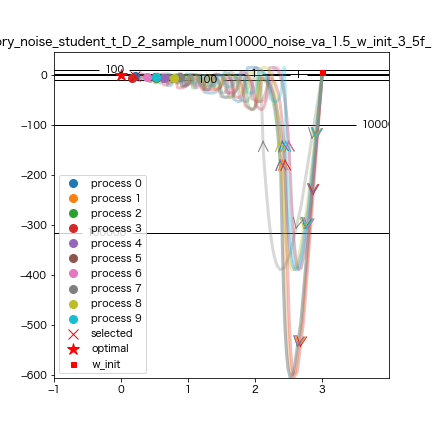 ory_noise_student_t_D_2_sample_num10000_noise_va_1.5_w_init_3_5f_
0
−100
−200
−300
−400
−500
−600
−1
0
1
2
3
100
100
1000
process 0
process 1
process 2
process 3
process 4
process 5
process 6
process 7
process 8
process 9
selected
optimal
w_init